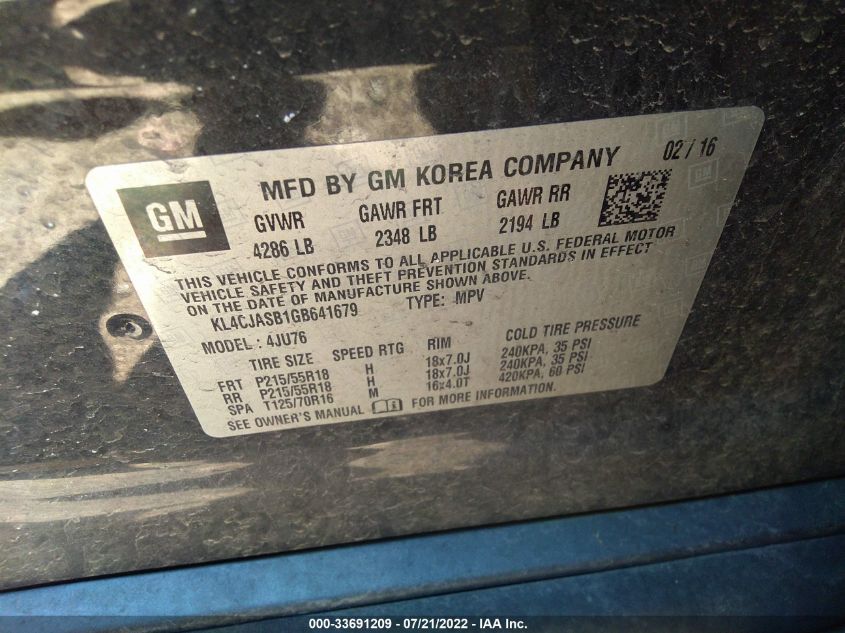 MFD BY GM KOREA COMPANY 02 / 16
GM
GVWR GAWR FRT GAWR RR
4286 LB 2348 LB 2194 LB
THIS VEHICLE CONFORMS TO ALL APPLICABLE U.S. FEDERAL MOTOR
VEHICLE SAFETY AND THEFT PREVENTION STANDARDS IN EFFECT
ON THE DATE OF MANUFACTURE SHOWN ABOVE.
KL4CJASB1GB641679 TYPE: MPV
MODEL: 4JU76
TIRE SIZE SPEED RTG RIM COLD TIRE PRESSURE
FRT P215/55R18 H 18x7.0J 240KPA, 35 PSI
RR P215/55R18 H 18x7.0J 240KPA, 35 PSI
SPA T125/70R16 M 16x4.0T 420KPA, 60 PSI
SEE OWNER'S MANUAL FOR MORE INFORMATION.
000-33691209 - 07/21/2022 - IAA Inc.